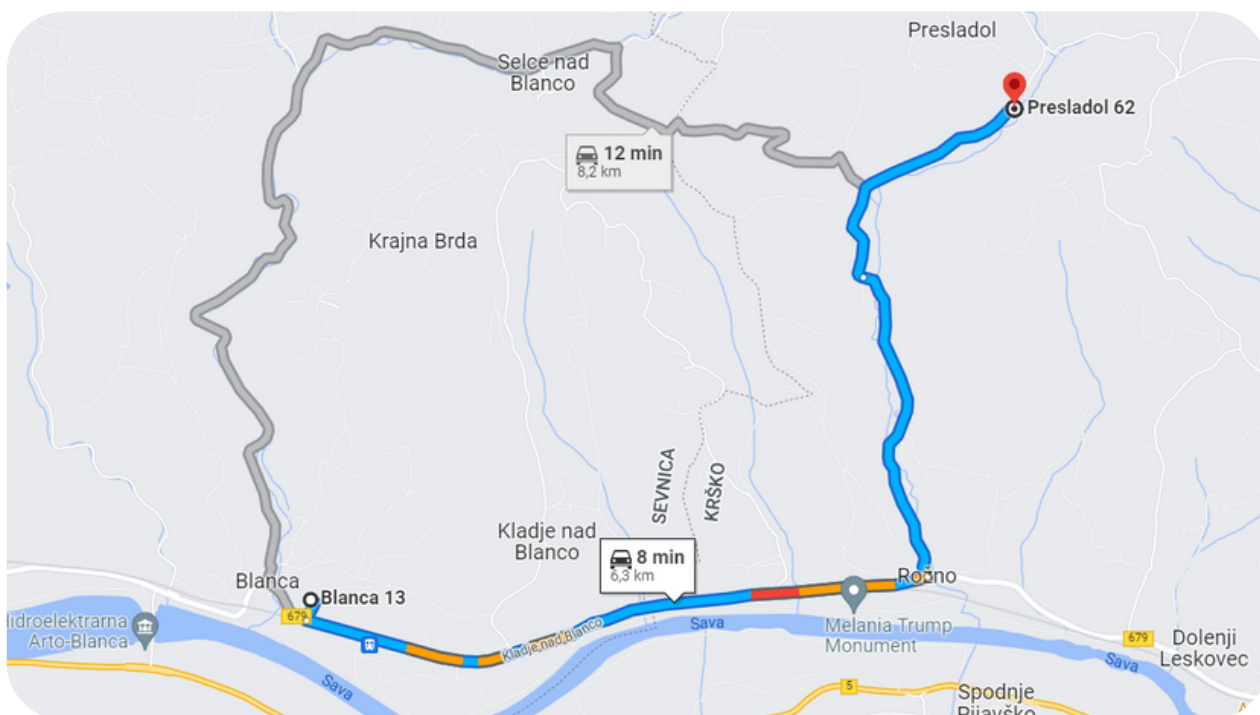 Presladol
Selce nad
Blanco
Presladol 62
12 min
8,2 km
Krajna Brda
SEVNICA
KRŠKO
Kladje nad
Blanco
8 min
6,3 km
Rožno
Blanca
Blanca 13
679
Hidroelektrarna
Arto-Blanca
Kladje nad Blanco
Sava
Melania Trump
Monument
679
Dolenji
Leskovec
Sava
Sava
5
Spodnje
Pijavško